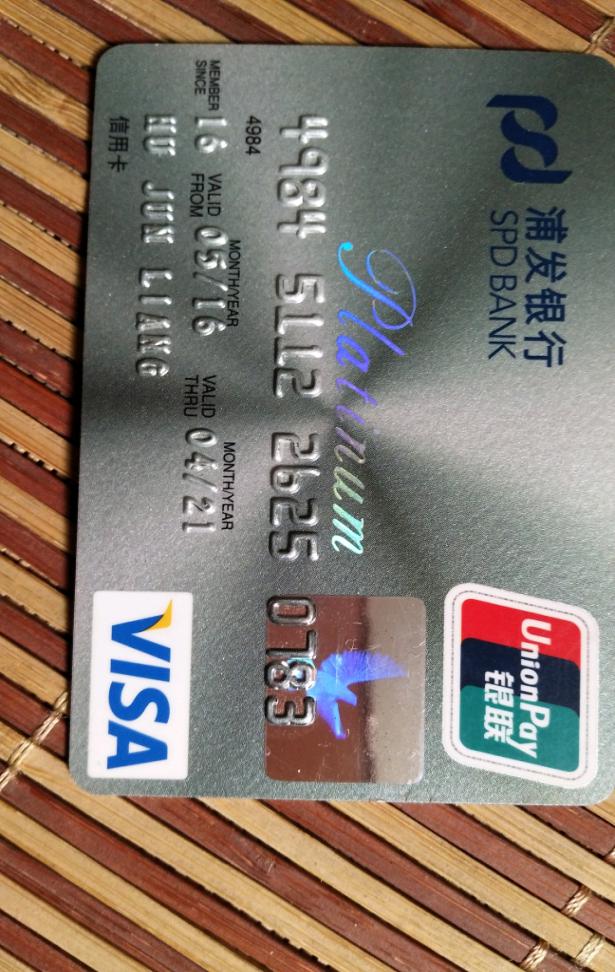 浦发银行
SPD BANK
UnionPay
银联
Platinum
4984 5112 2625 0783
4984
MONTH/YEAR MONTH/YEAR
MEMBER SINCE 16 VALID FROM 05/16 VALID THRU 04/21
HU JUN LIANG
信用卡
VISA